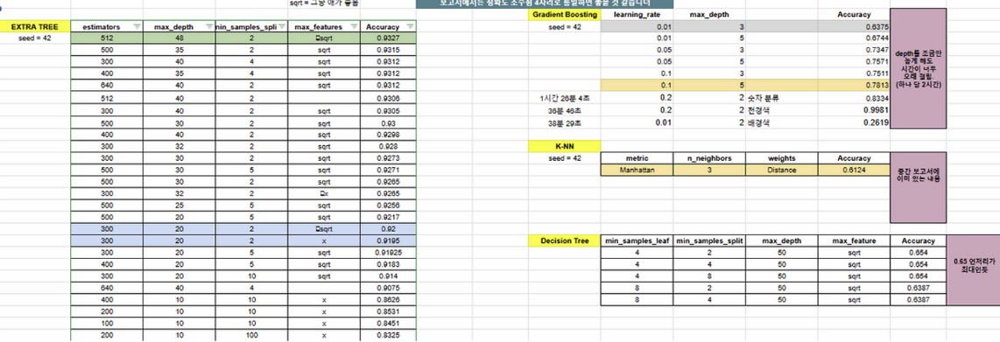 sqrt = 그냥 얘가 좋음
보고서에서는 정확도 소수점 4자리로 통일하면 좋을 것 같습니다
EXTRA TREE estimators max_depth min_samples_spli max_features Accuracy
seed = 42 512 48 2 sqrt 0.9327
500 35 2 sqrt 0.9315
300 40 4 sqrt 0.9312
400 35 4 sqrt 0.9312
640 40 2 sqrt 0.9312
512 40 2 0.9306
300 40 2 sqrt 0.9305
500 30 2 sqrt 0.93
400 40 2 sqrt 0.9298
300 32 2 sqrt 0.928
300 30 2 sqrt 0.9273
500 30 5 sqrt 0.9271
500 30 2 sqrt 0.9265
300 32 2 x 0.9265
500 25 5 sqrt 0.9256
500 20 5 sqrt 0.9217
300 20 2 sqrt 0.92
300 20 2 x 0.9195
300 20 5 sqrt 0.91925
400 20 5 sqrt 0.9183
300 20 10 sqrt 0.914
640 40 4 0.9075
400 10 10 x 0.8626
200 10 10 x 0.8531
100 10 10 x 0.8451
200 10 100 x 0.8325
Gradient Boosting learning_rate max_depth Accuracy
seed = 42 0.01 3 0.6375
0.01 5 0.6744
0.05 3 0.7347
0.05 5 0.7571
0.1 3 0.7511
0.1 5 0.7813
1시간 26분 4초 0.2 2 숫자 분류 0.8334
36분 46초 0.2 2 전경색 0.9981
38분 29초 0.01 2 배경색 0.2619
depth를 조금만
높게 해도
시간이 너무
오래 걸림.
(하나 당 2시간)
K-NN
seed = 42 metric n_neighbors weights Accuracy
Manhattan 3 Distance 0.6124
중간 보고서에
이미 있는 내용
Decision Tree min_samples_leaf min_samples_split max_depth max_feature Accuracy
4 2 50 sqrt 0.654
4 4 50 sqrt 0.654
4 8 50 sqrt 0.654
8 2 50 sqrt 0.6387
8 4 50 sqrt 0.6387
0.65 언저리가
최대인듯